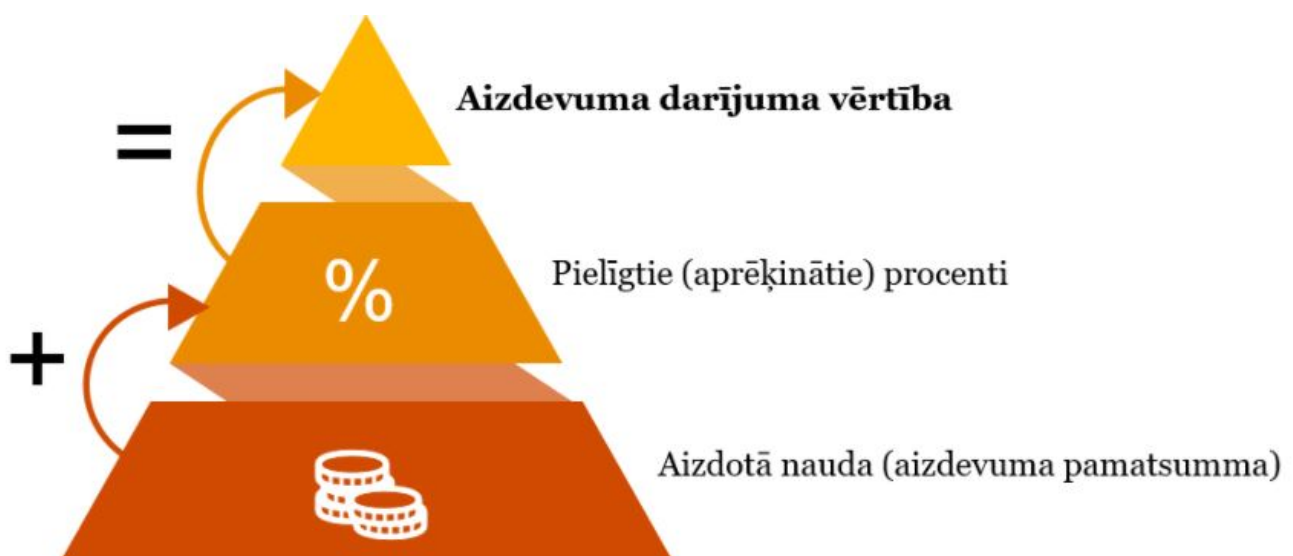 =
Aizdevuma darījuma vērtība
%
Pielīgtie (aprēķinātie) procenti
+
Aizdotā nauda (aizdevuma pamatsumma)